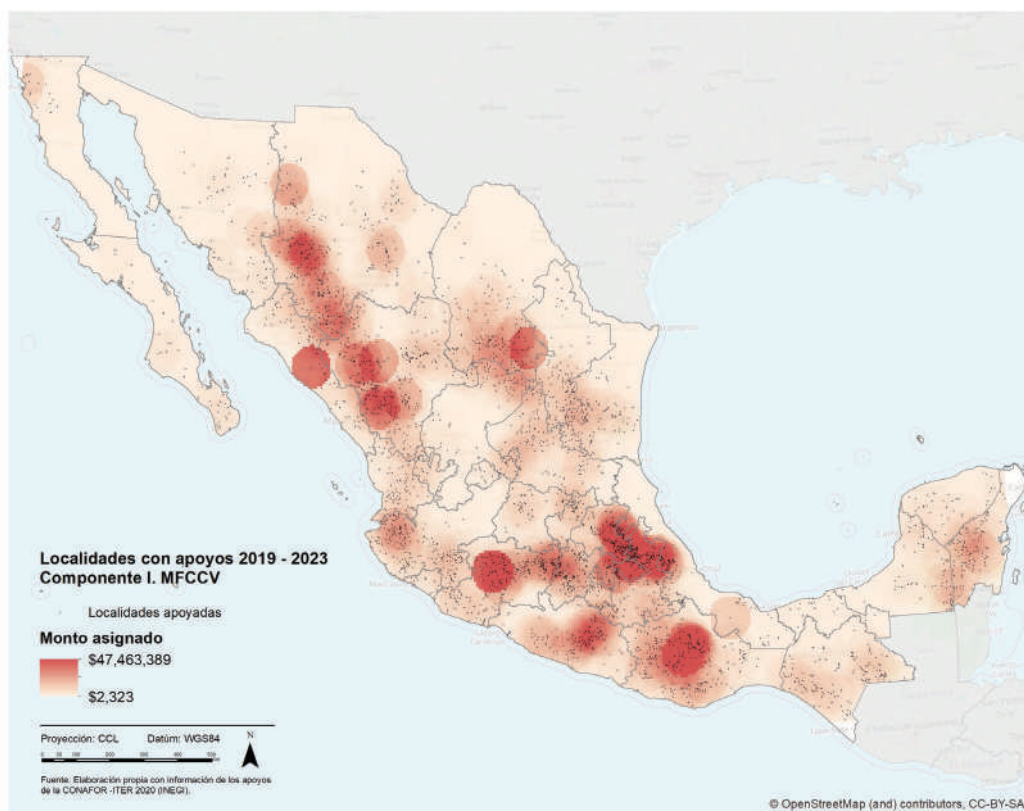 Localidades con apoyos 2019 - 2023
Componente I. MFCCV
Localidades apoyadas
Monto asignado
$47,463,389
$2,323
Proyección: CCL Datúm: WGS84
N
Fuente: Elaboración propia con información de los apoyos
de la CONAFOR -ITER 2020 (INEGI).
© OpenStreetMap (and) contributors, CC-BY-SA